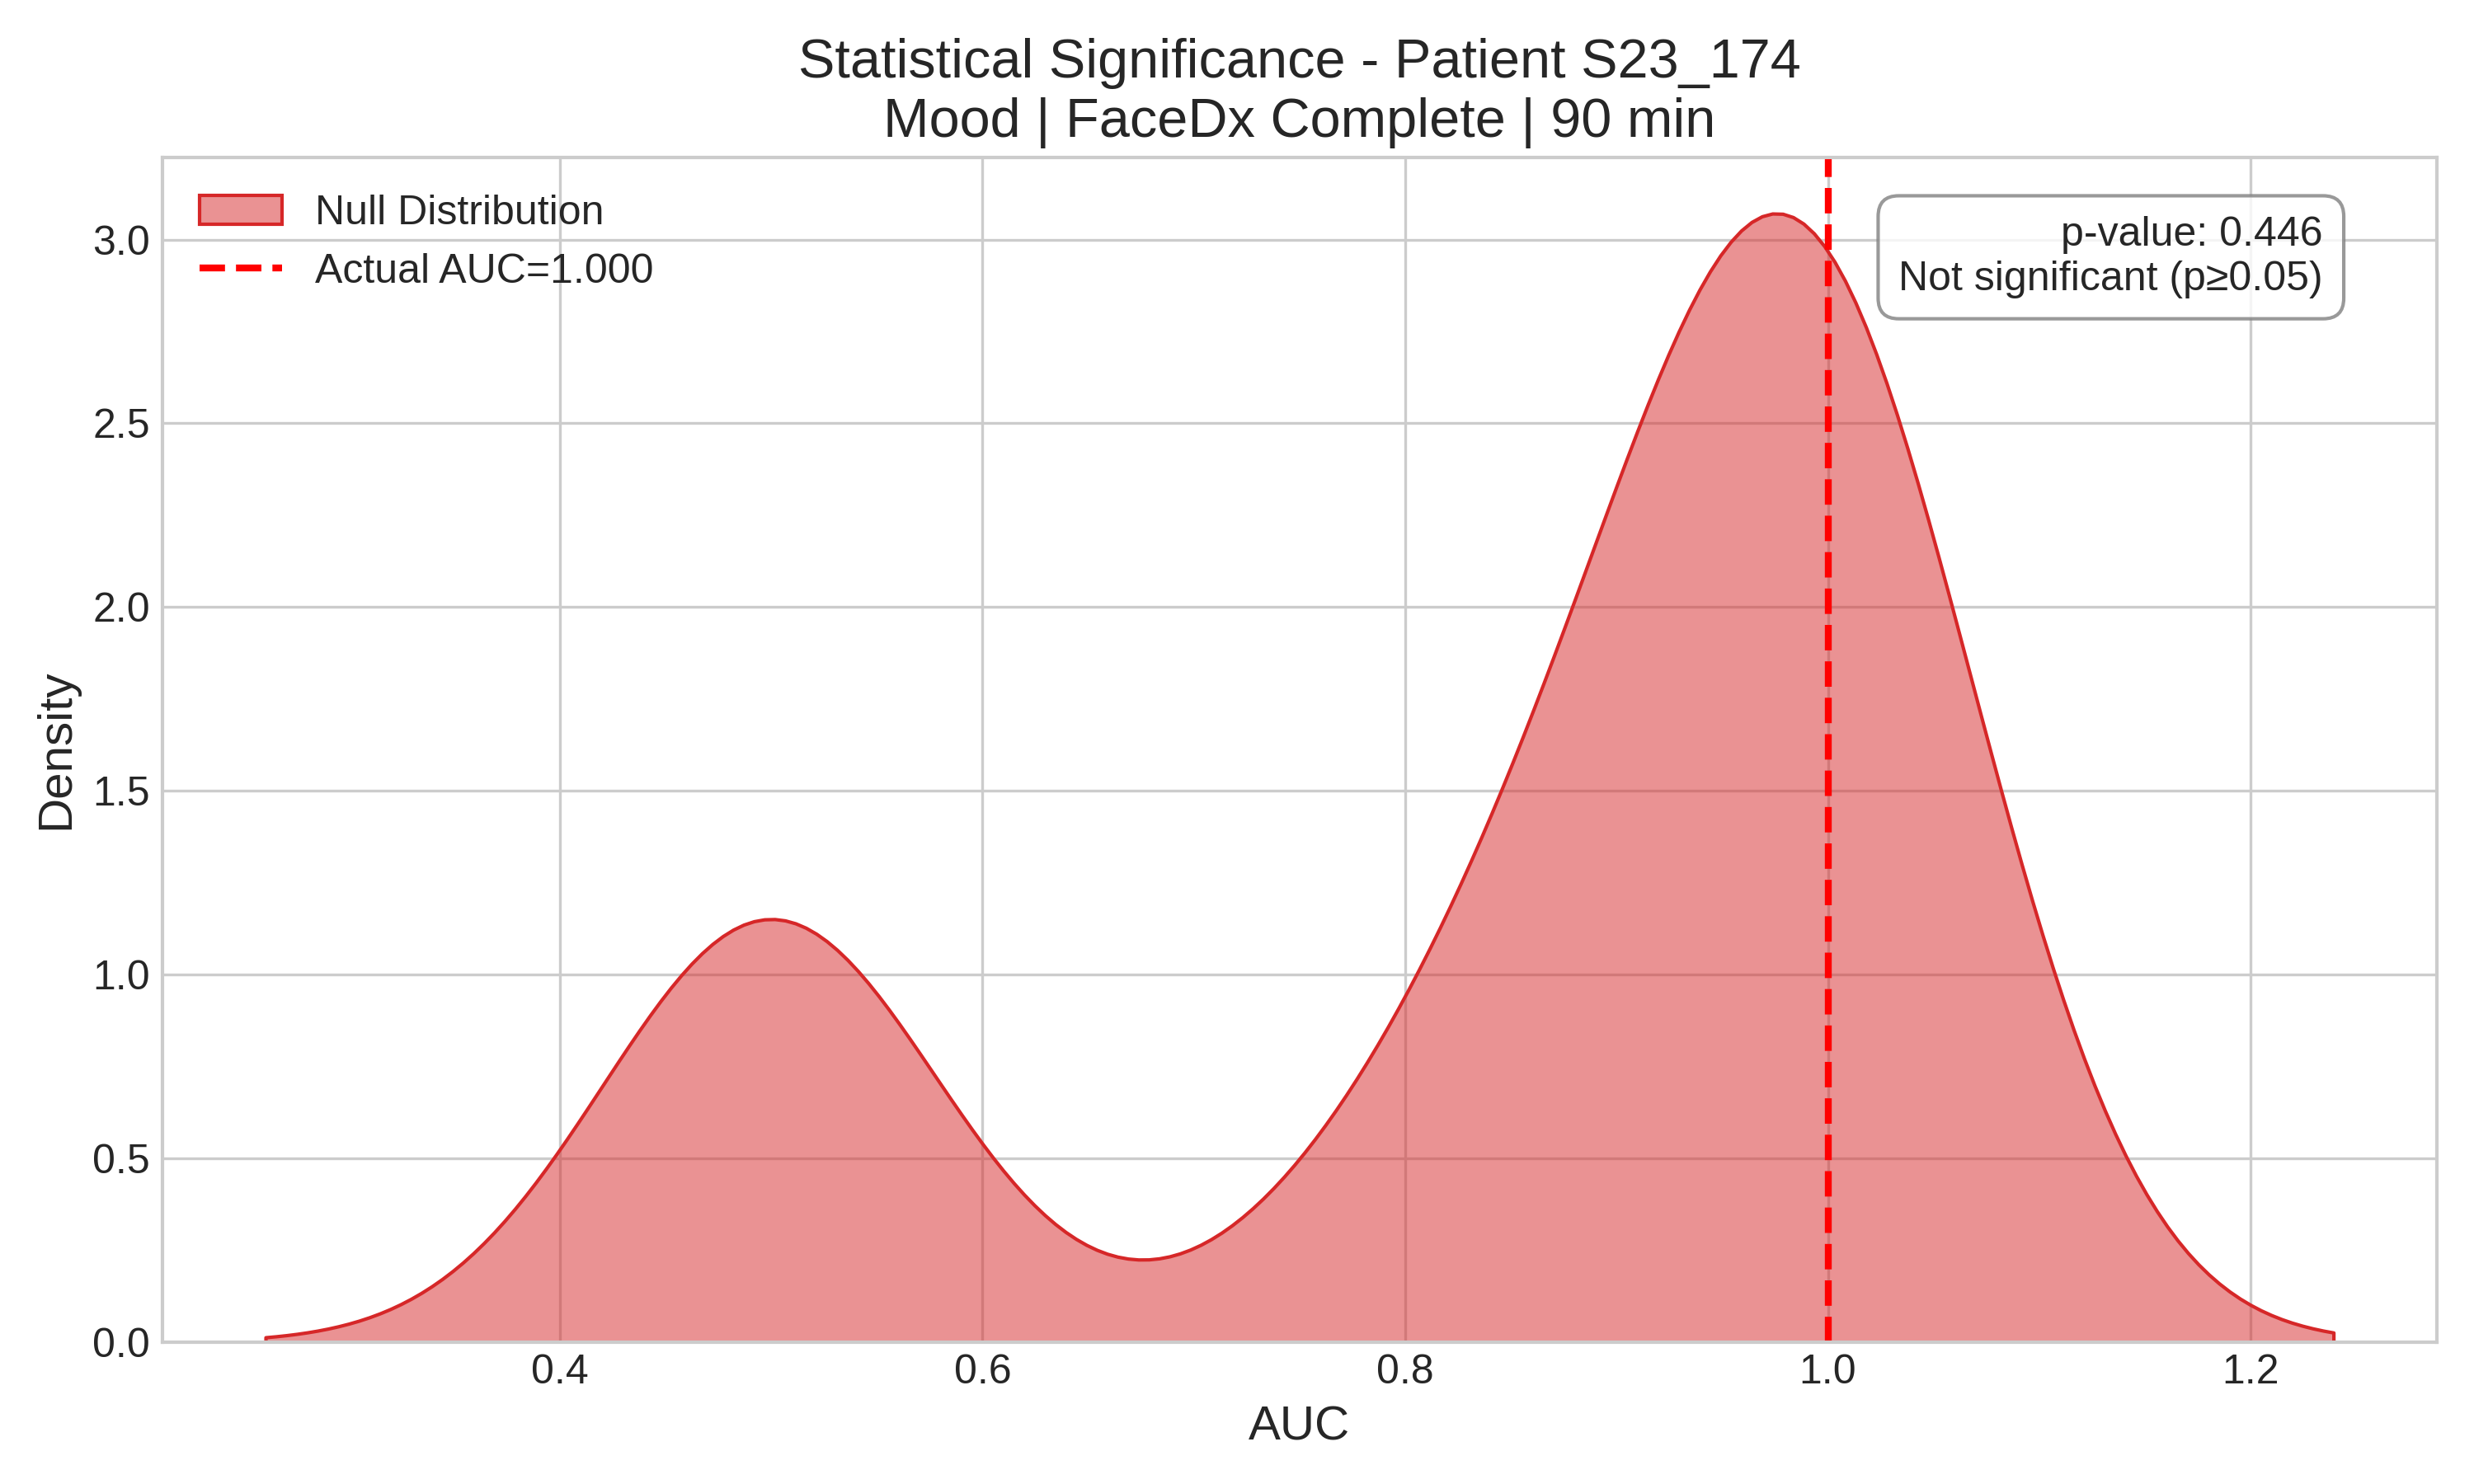 Statistical Significance - Patient S23_174
Mood | FaceDx Complete | 90 min
Null Distribution
Actual AUC=1.000
p-value: 0.446
Not significant (p≥0.05)
Density
3.0
2.5
2.0
1.5
1.0
0.5
0.0
0.4
0.6
0.8
1.0
1.2
AUC